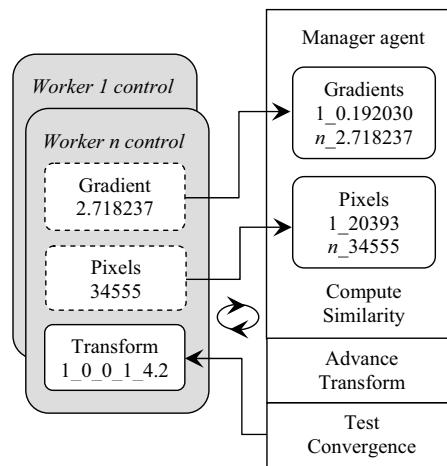 Manager agent
Worker 1 control
Worker n control
Gradient
2.718237
Pixels
34555
Transform
1_0_0_1_4.2
Gradients
1_0.192030
n_2.718237
Pixels
1_20393
n_34555
Compute
Similarity
Advance
Transform
Test
Convergence